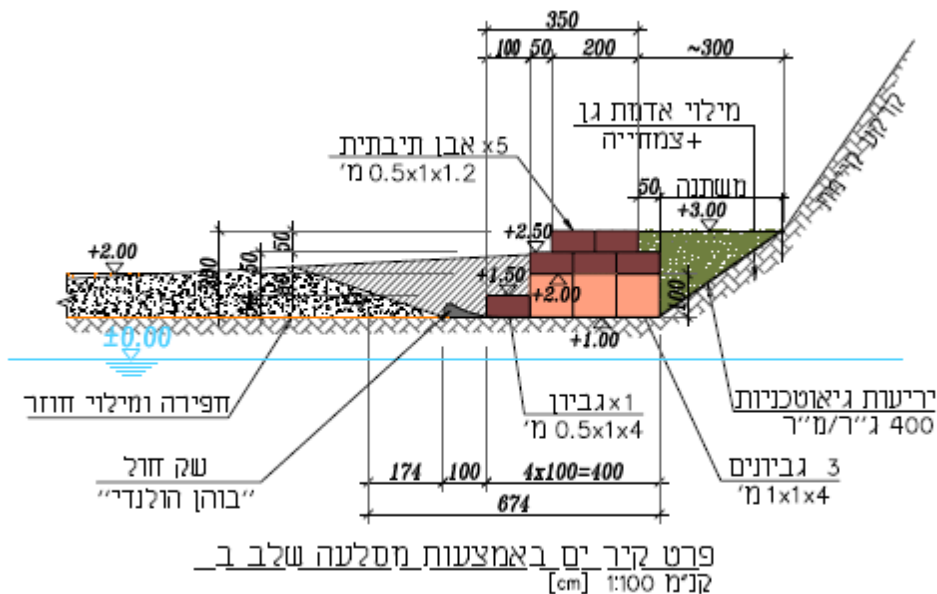 350
100 50 200 ~300
מילוי אדמת גן
+צמחייה
קרקע קיימת
5x אבן תיבתית
0.5x1x1.2 מ'
50 משתנה
+3.00
+2.50
+2.00
50
50
+1.50
+2.00
100
+1.00
±0.00
חפירה ומילוי חוזר
1x גביון
0.5x1x4 מ'
יריעות גיאוטכניות
400 ג"ר/מ"ר
שק חול
"בוהן הולנדי"
3 גביונים
1x1x4 מ'
174 100 4x100=400
674
פרט קיר ים באמצעות מסלעה שלב ב
קנ"מ 1:100 [cm]